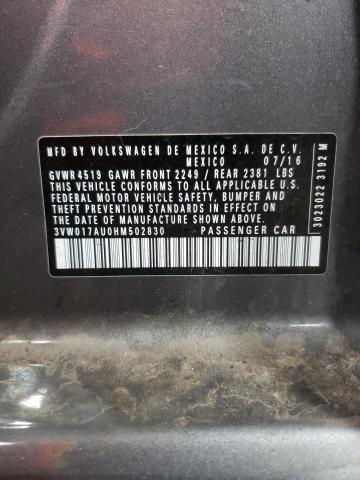 MFD BY VOLKSWAGEN DE MEXICO S.A. DE C.V.
MEXICO 07/16
GVWR 4519 GAWR FRONT 2249 / REAR 2381 LBS
THIS VEHICLE CONFORMS TO ALL APPLICABLE U.S.
FEDERAL MOTOR VEHICLE SAFETY, BUMPER AND
THEFT PREVENTION STANDARDS IN EFFECT ON
THE DATE OF MANUFACTURE SHOWN ABOVE.
3VW017AU0HM502830 PASSENGER CAR
3023022 3192 M